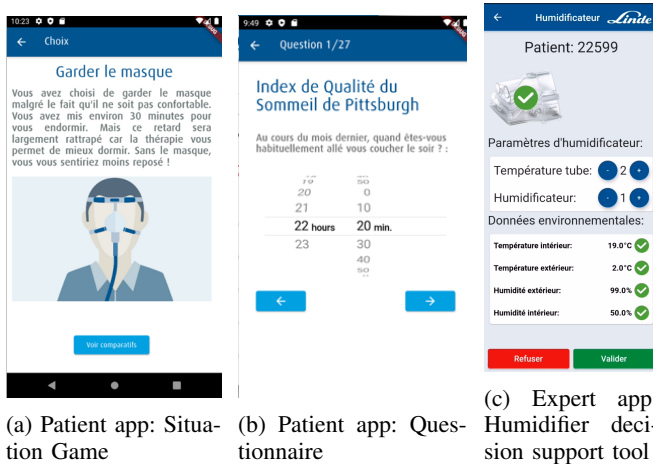 10:23
Choix
Garder le masque
Vous avez choisi de garder le masque
malgré le fait qu'il ne soit pas confortable.
Vous avez mis environ 30 minutes pour
vous endormir. Mais ce retard sera
largement rattrapé car la thérapie vous
permet de mieux dormir. Sans le masque,
vous vous sentiriez moins reposé !
Voir comparatifs
(a) Patient app: Situa-
tion Game
9:49
Question 1/27
Index de Qualité du
Sommeil de Pittsburgh
Au cours du mois dernier, quand êtes-vous
habituellement allé vous coucher le soir ? :
19 50
20 0
21 10
22 hours 20 min.
23 30
40
50
(b) Patient app: Ques-
tionnaire
Humidificateur Linde
Patient: 22599
Paramètres d'humidificateur:
Température tube: - 2 +
Humidificateur: - 1 +
Données environnementales:
Température intérieur: 19.0°C
Température extérieur: 2.0°C
Humidité extérieur: 99.0%
Humidité intérieur: 50.0%
Refuser Valider
(c) Expert app
Humidifier deci-
sion support tool